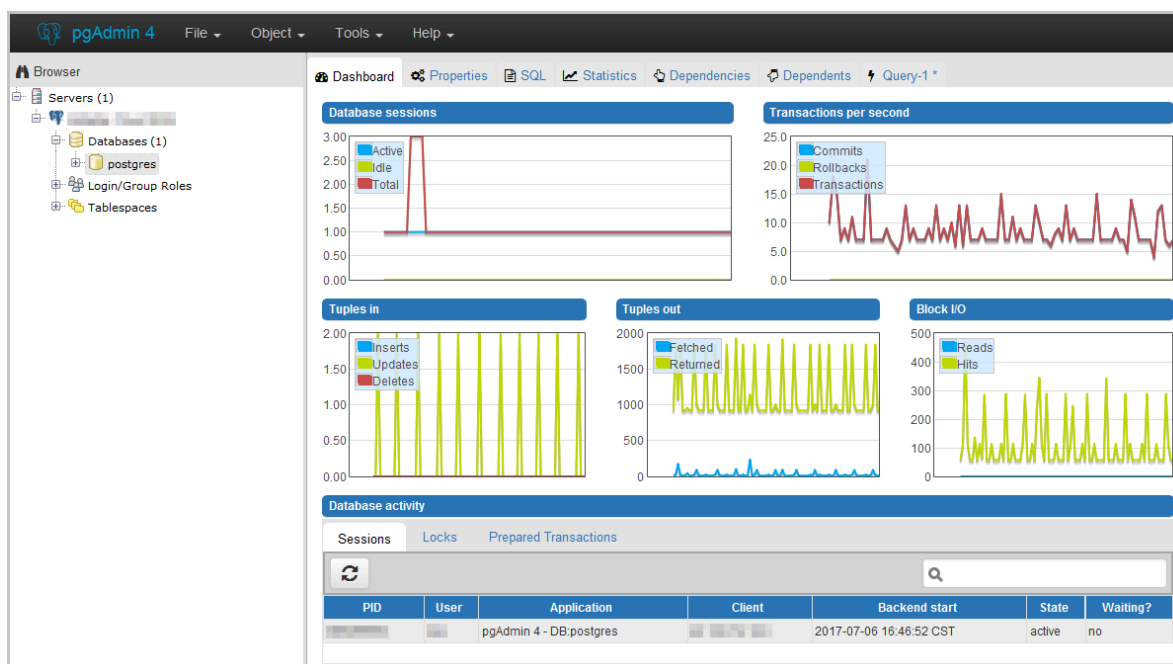 pgAdmin 4 File Object Tools Help
Browser
Dashboard Properties SQL Statistics Dependencies Dependents Query-1 *
Servers (1)
Databases (1)
postgres
Login/Group Roles
Tablespaces
Database sessions
3.00
2.50
2.00
1.50
1.00
0.50
0.00
Active
Idle
Total
Transactions per second
25.0
20.0
15.0
10.0
5.0
0.0
Commits
Rollbacks
Transactions
Tuples in
2.00
1.50
1.00
0.50
0.00
Inserts
Updates
Deletes
Tuples out
2000
1500
1000
500
0
Fetched
Returned
Block I/O
500
400
300
200
100
0
Reads
Hits
Database activity
Sessions Locks Prepared Transactions
PID User Application Client Backend start State Waiting?
pgAdmin 4 - DB:postgres 2017-07-06 16:46:52 CST active no